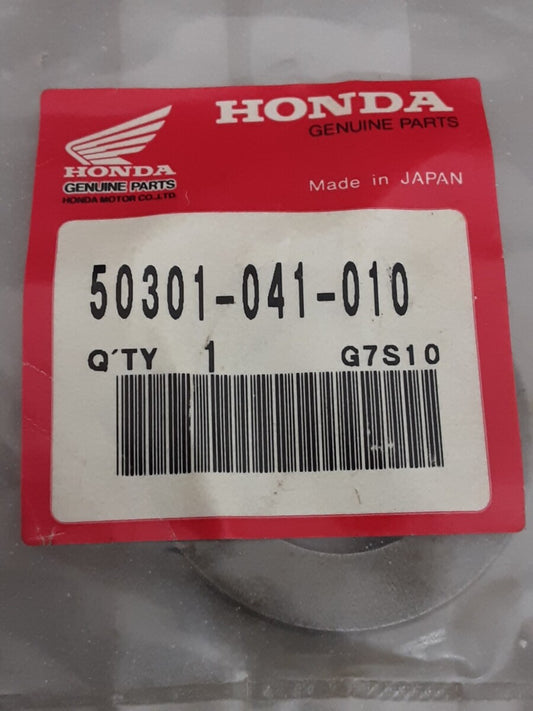 HONDA
GENUINE PARTS
HONDA
GENUINE PARTS
HONDA MOTOR CO.,LTD.
Made in JAPAN
50301-041-010
Q'TY 1 G7S10